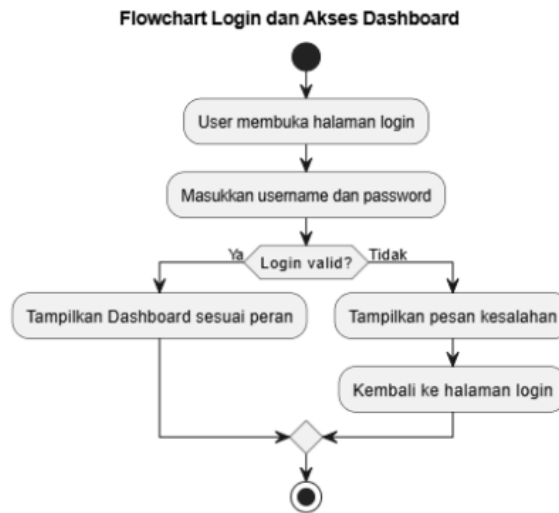 Flowchart Login dan Akses Dashboard
User membuka halaman login
Masukkan username dan password
Ya
Login valid?
Tidak
Tampilkan Dashboard sesuai peran
Tampilkan pesan kesalahan
Kembali ke halaman login